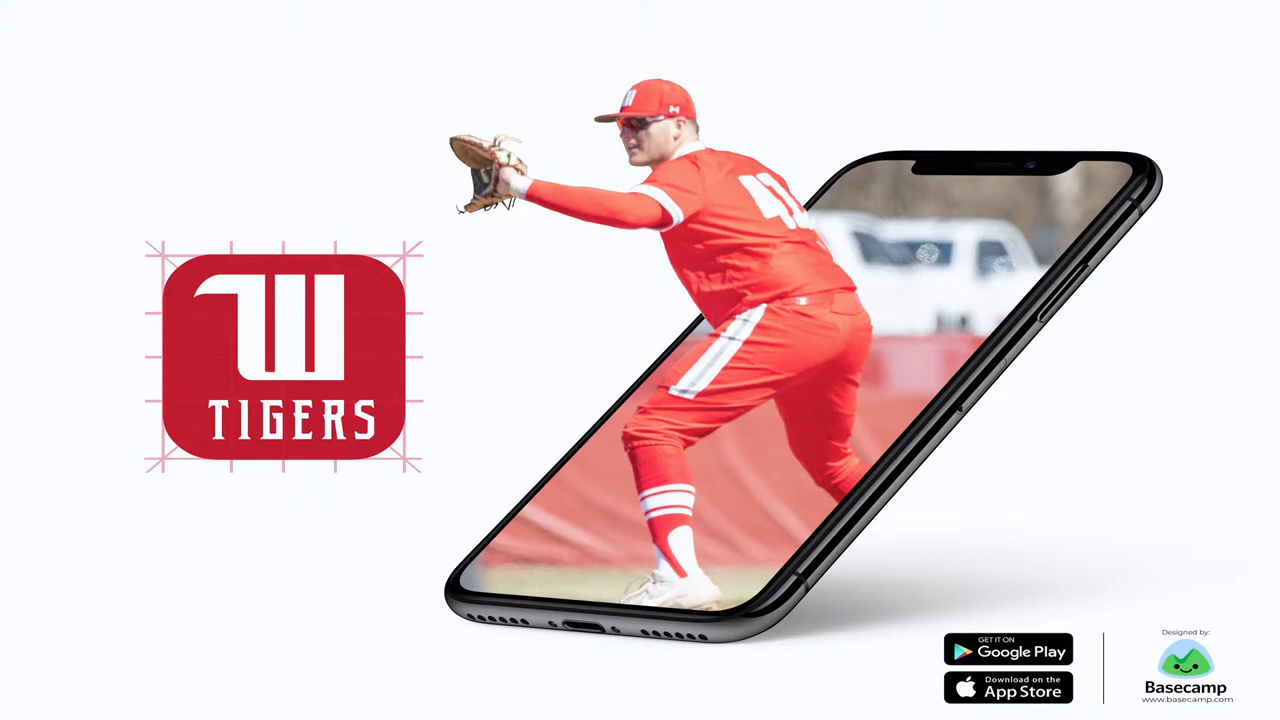 W
TIGERS
W
GET IT ON
Google Play
Download on the
App Store
Designed by:
Basecamp
www.basecamp.com